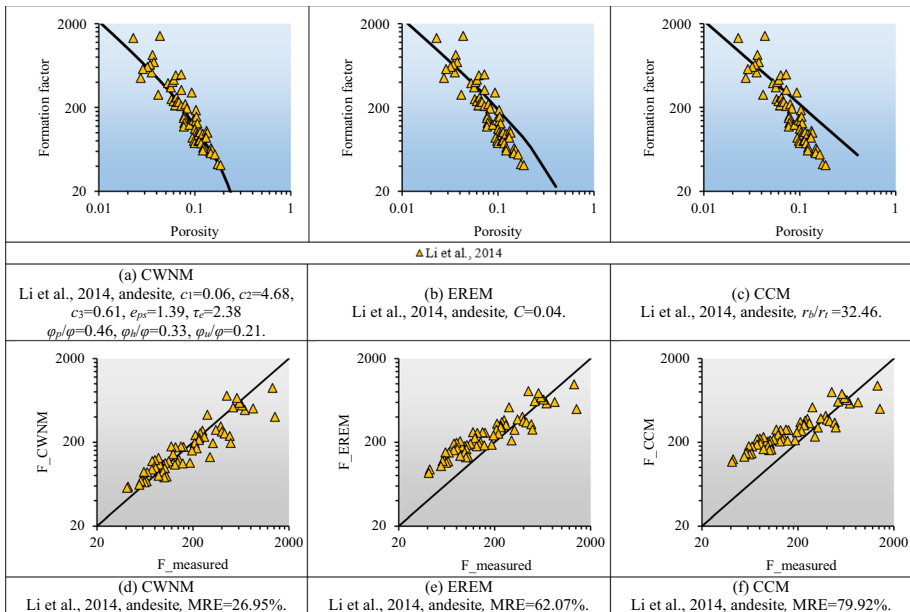 2000
200
20
Formation factor
0.01
0.1
1
Porosity
2000
200
20
Formation factor
0.01
0.1
1
Porosity
2000
200
20
Formation factor
0.01
0.1
1
Porosity
Li et al., 2014
(a) CWNM
Li et al., 2014, andesite, c1=0.06, c2=4.68,
c3=0.61, eps=1.39, τe=2.38
φp/φ=0.46, φh/φ=0.33, φu/φ=0.21.
(b) EREM
Li et al., 2014, andesite, C=0.04.
(c) CCM
Li et al., 2014, andesite, rb/rt =32.46.
2000
200
20
F_CWNM
20
200
2000
F_measured
2000
200
20
F_EREM
20
200
2000
F_measured
2000
200
20
F_CCM
20
200
2000
F_measured
(d) CWNM
Li et al., 2014, andesite, MRE=26.95%.
(e) EREM
Li et al., 2014, andesite, MRE=62.07%.
(f) CCM
Li et al., 2014, andesite, MRE=79.92%.